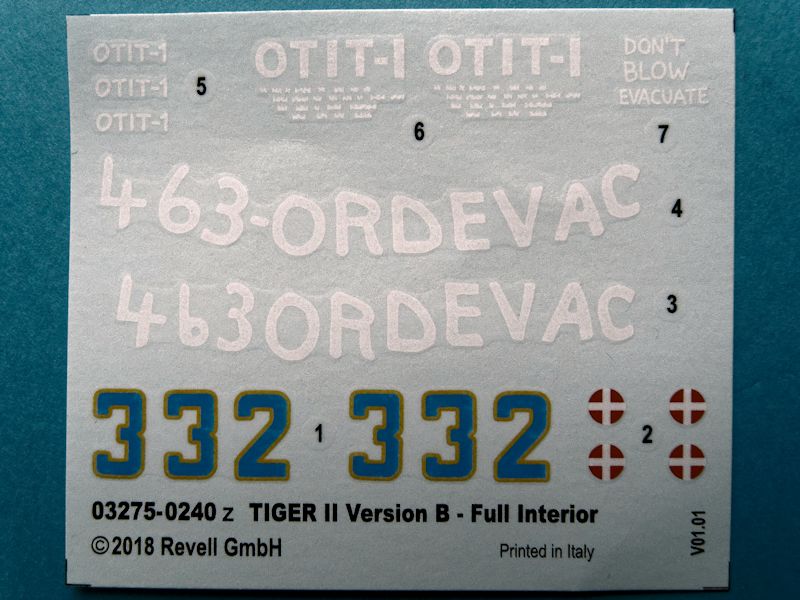 OTIT-1
OTIT-1
OTIT-1
5
OTIT-1
OTIT-1
6
DON'T
BLOW
EVACUATE
7
463-ORDEVAC
4
463ORDEVAC
3
332
1
332
2
03275-0240 Z TIGER II Version B - Full Interior
©2018 Revell GmbH
Printed in Italy
V01.01